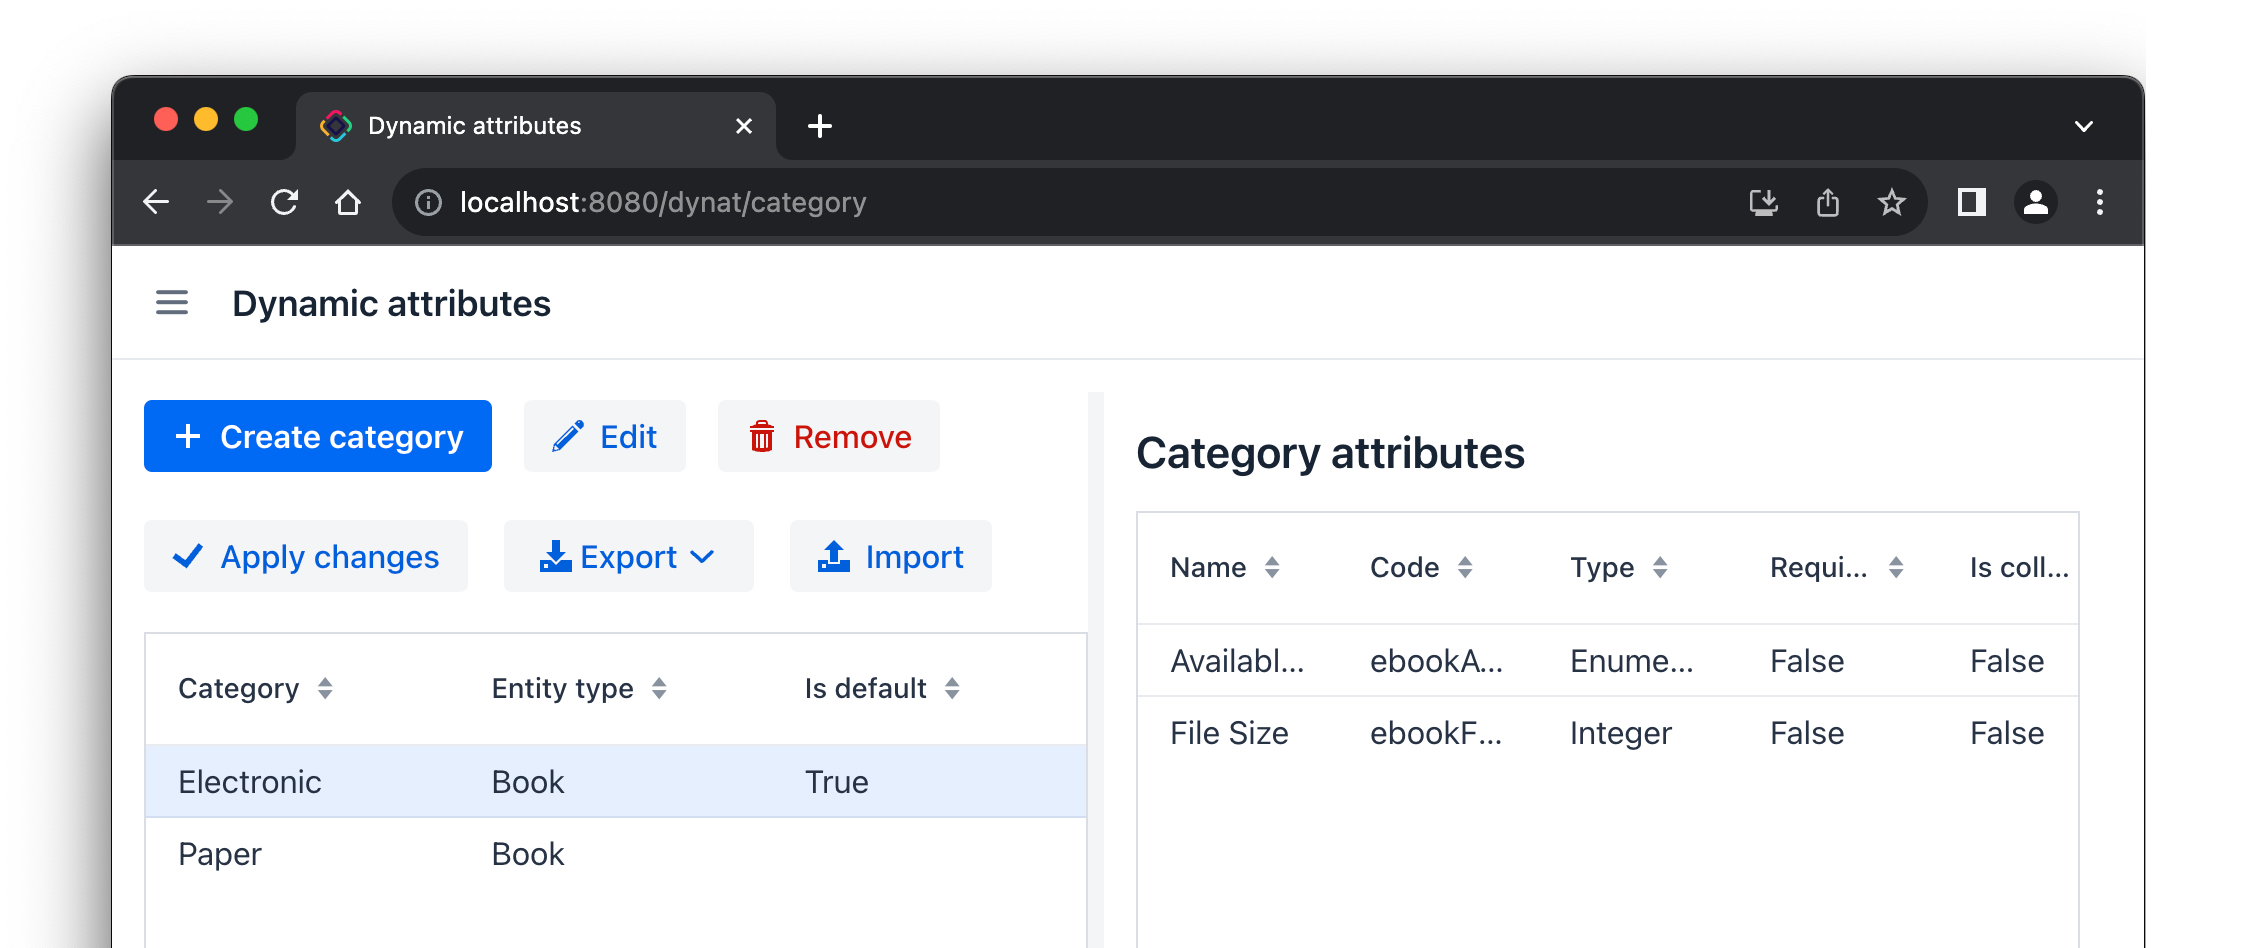 Dynamic attributes
localhost:8080/dynat/category
Dynamic attributes
Create category Edit Remove
Apply changes Export Import
Category Entity type Is default
Electronic Book True
Paper Book
Category attributes
Name Code Type Requi... Is coll...
Availabl... ebookA... Enume... False False
File Size ebookF... Integer False False